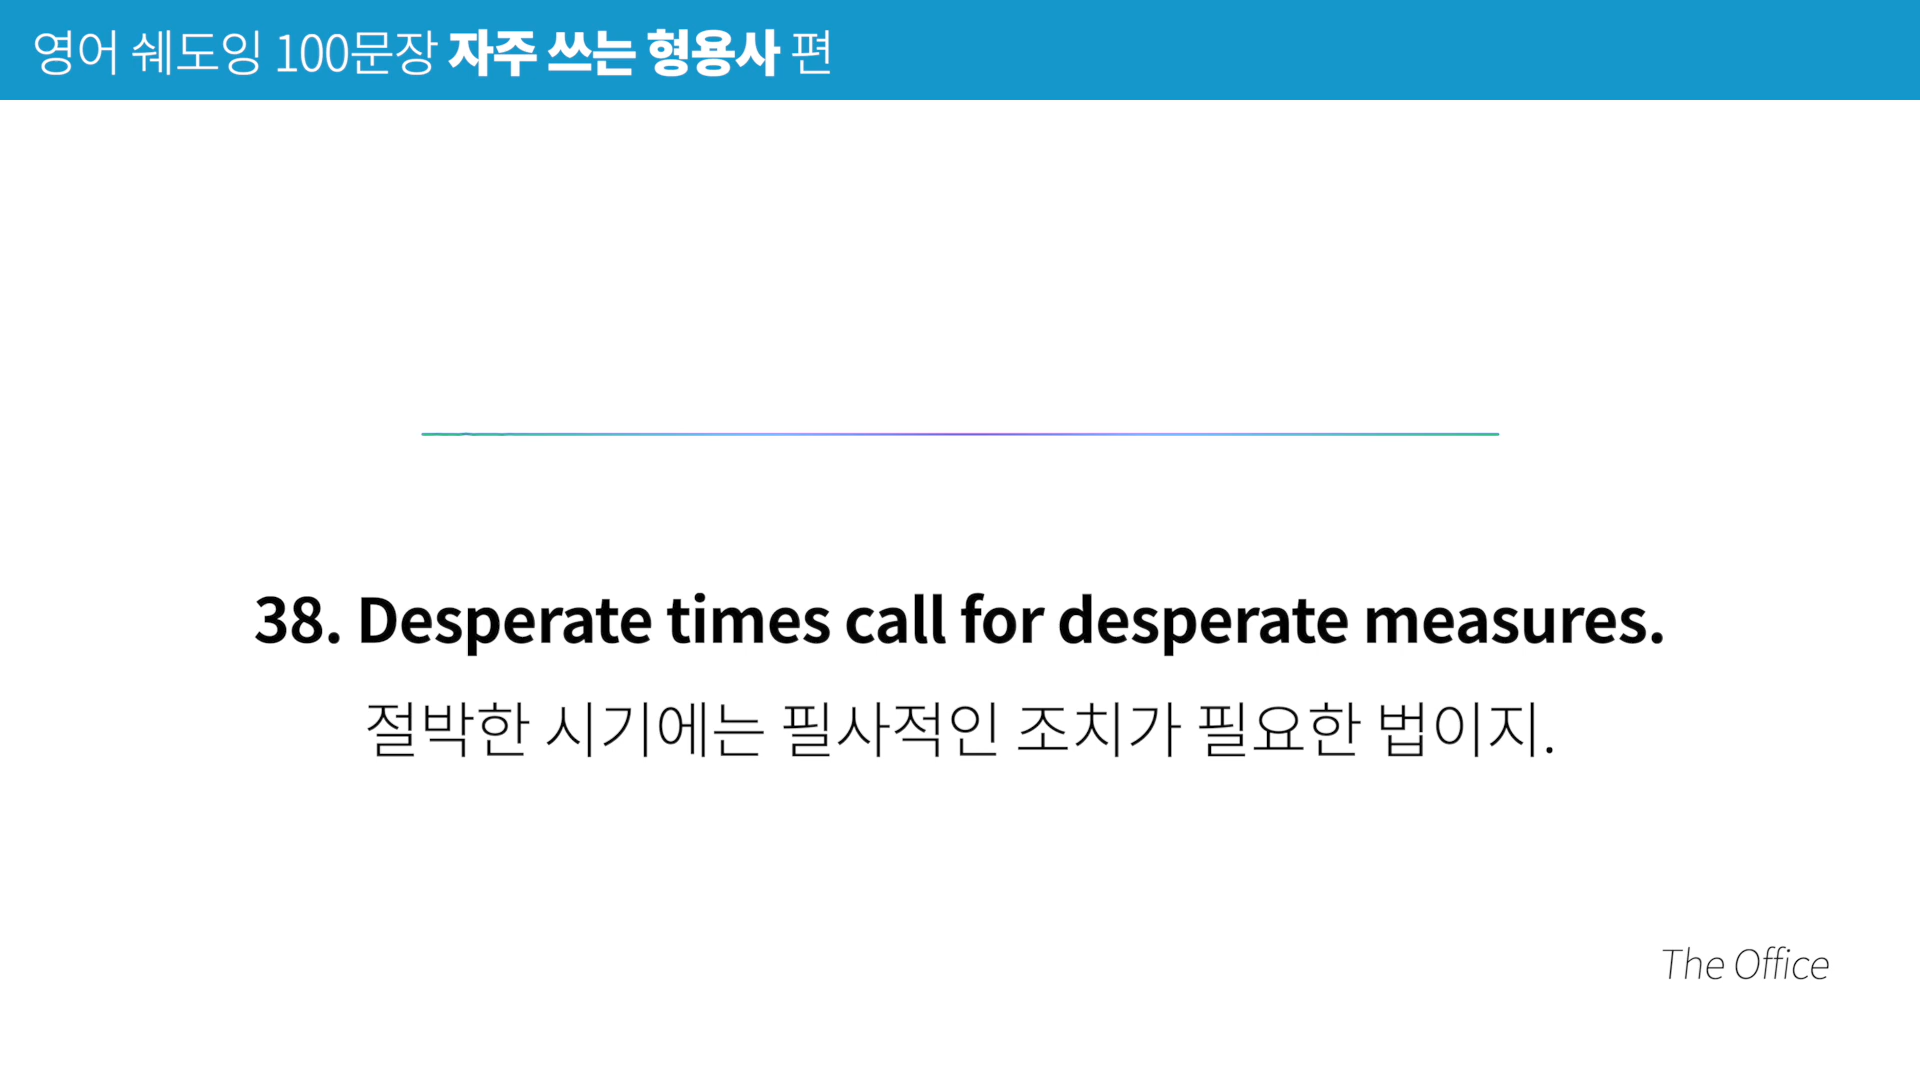 영어 쉐도잉 100문장 자주 쓰는 형용사 편
38. Desperate times call for desperate measures.
절박한 시기에는 필사적인 조치가 필요한 법이지.
The Office